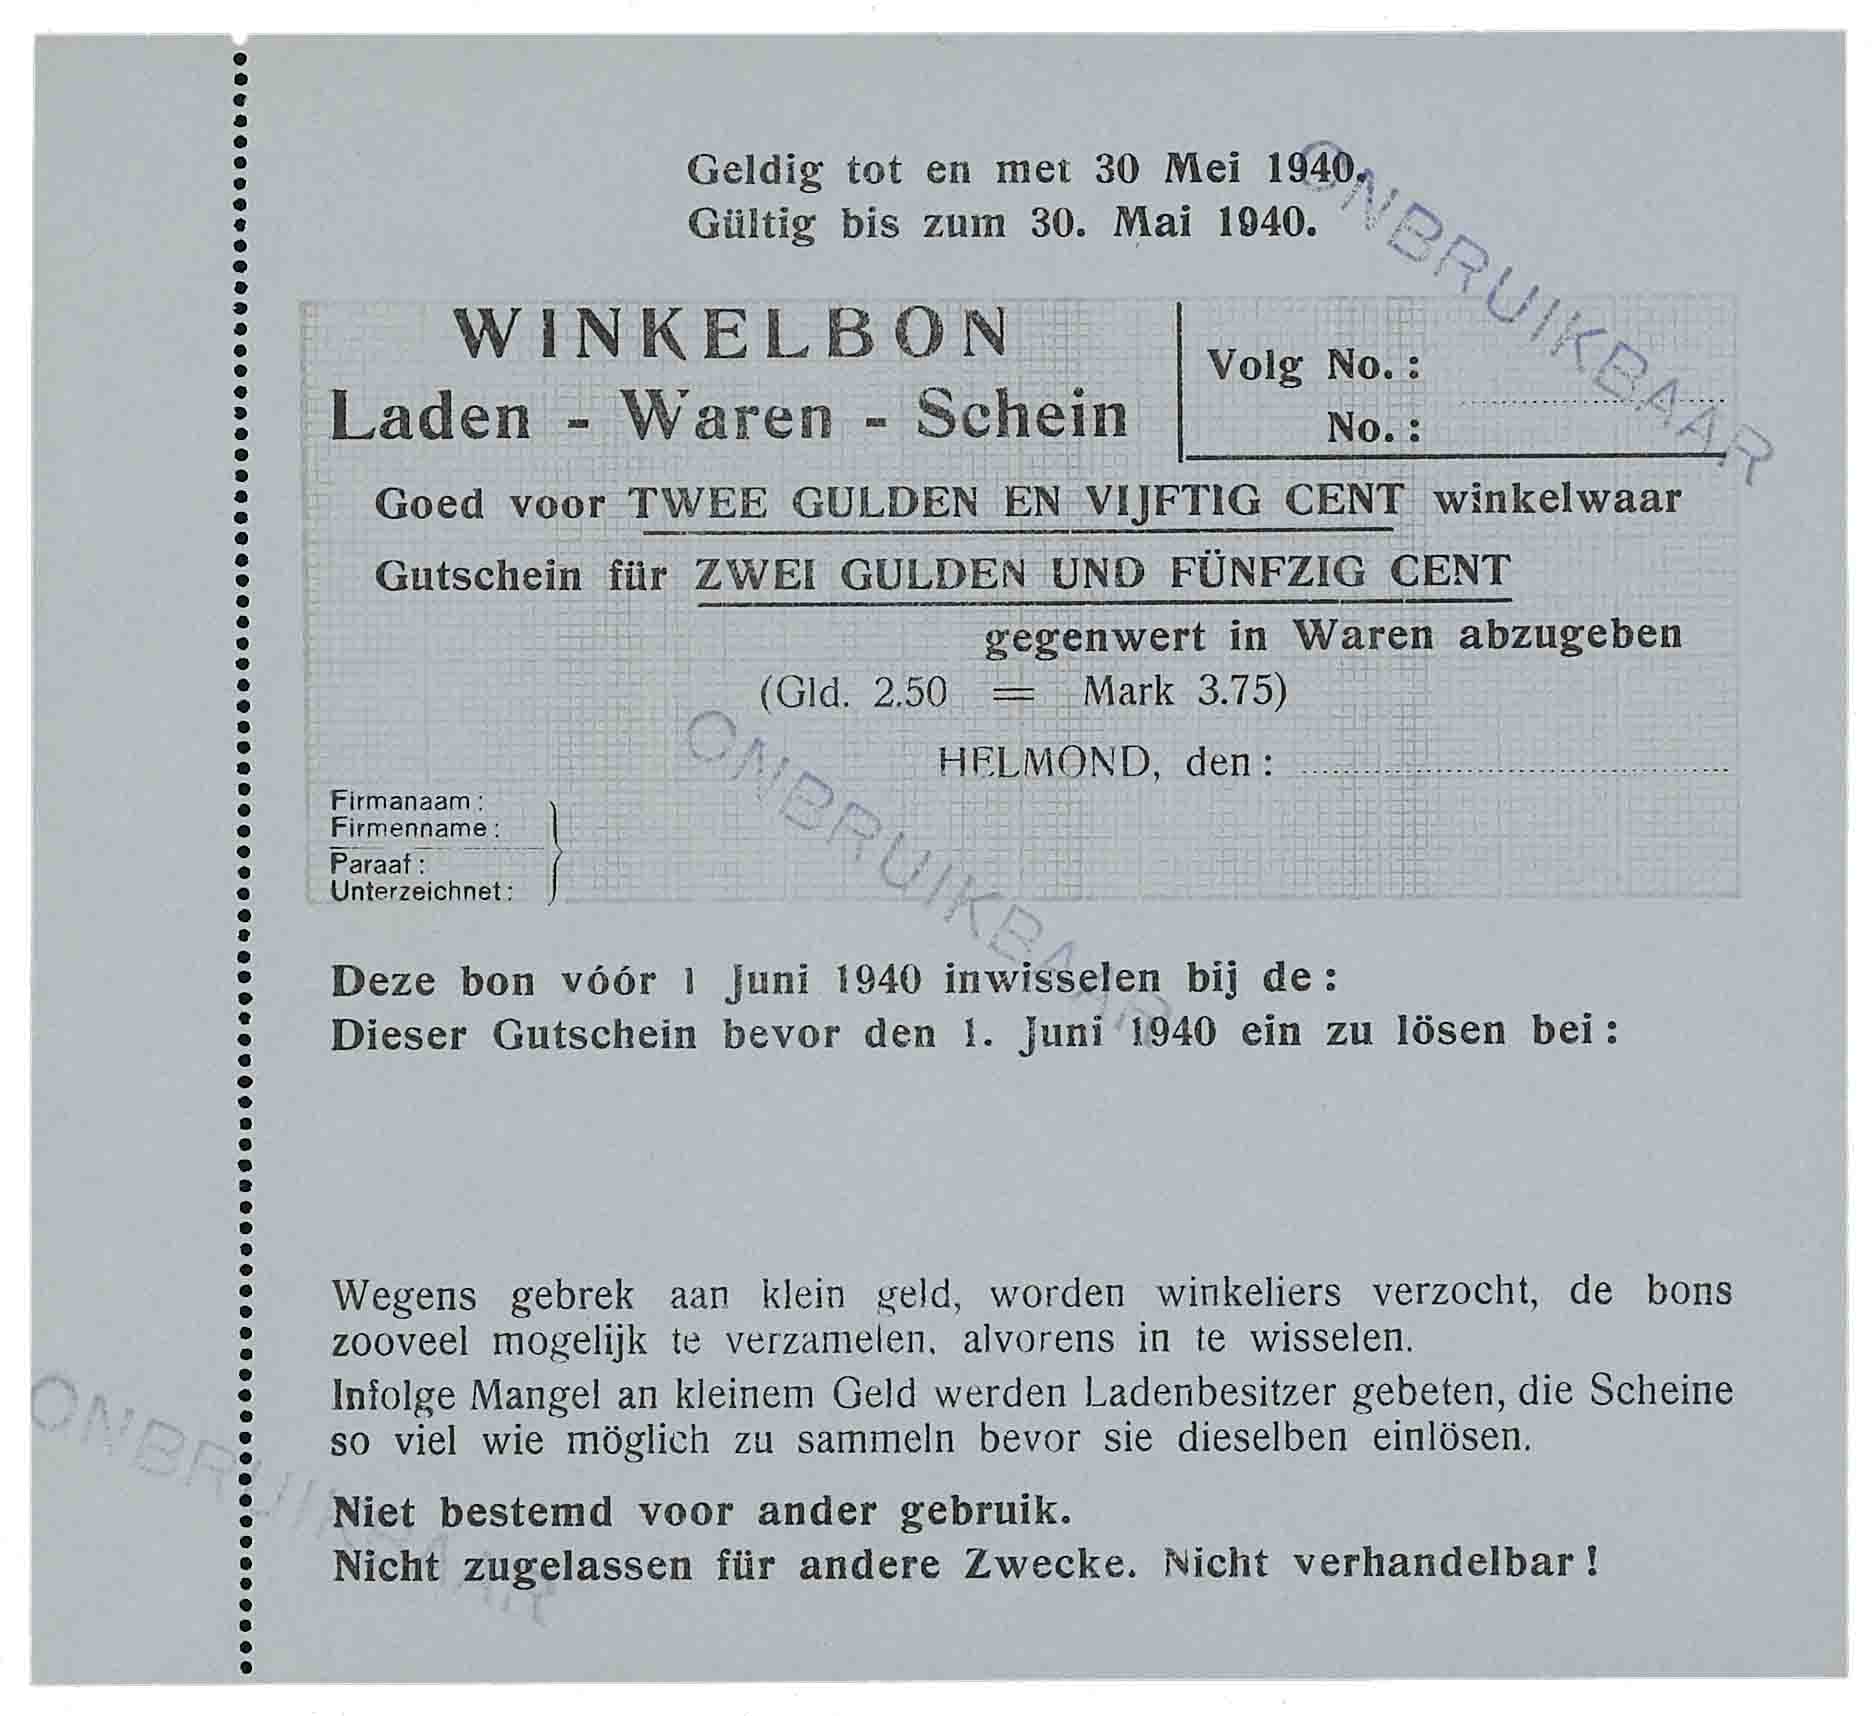 Geldig tot en met 30 Mei 1940.
Gültig bis zum 30. Mai 1940.
ONBRUIKBAAR
WINKELBON
Laden - Waren - Schein
Volg No. :
No. :
Goed voor TWEE GULDEN EN VIJFTIG CENT winkelwaar
Gutschein für ZWEI GULDEN UND FÜNFZIG CENT
gegenwert in Waren abzugeben
(Gld. 2.50 = Mark 3.75)
HELMOND, den :
ONBRUIKBAAR
Firmanaam :
Firmenname :
Paraaf :
Unterzeichnet :
Deze bon vóór 1 Juni 1940 inwisselen bij de :
Dieser Gutschein bevor den 1. Juni 1940 ein zu lösen bei :
Wegens gebrek aan klein geld, worden winkeliers verzocht, de bons
zooveel mogelijk te verzamelen, alvorens in te wisselen.
Infolge Mangel an kleinem Geld werden Ladenbesitzer gebeten, die Scheine
so viel wie möglich zu sammeln bevor sie dieselben einlösen.
ONBRUIKBAAR
Niet bestemd voor ander gebruik.
Nicht zugelassen für andere Zwecke. Nicht verhandelbar !